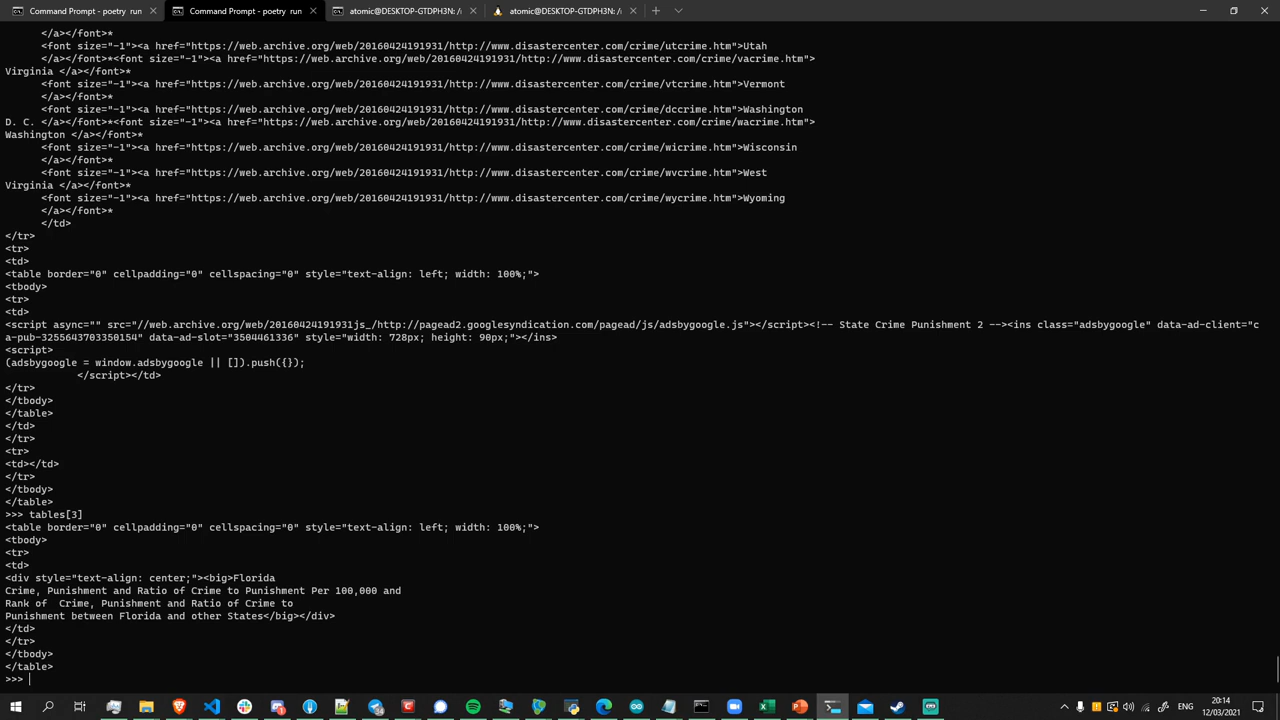 Command Prompt - poetry run
Command Prompt - poetry run
atomic@DESKTOP-GTDPH3N: /
atomic@DESKTOP-GTDPH3N: /
</a></font>*
<font size="-1"><a href="https://web.archive.org/web/20160424191931/http://www.disastercenter.com/crime/utcrime.htm">Utah
</a></font>*<font size="-1"><a href="https://web.archive.org/web/20160424191931/http://www.disastercenter.com/crime/vacrime.htm">
Virginia </a></font>*
<font size="-1"><a href="https://web.archive.org/web/20160424191931/http://www.disastercenter.com/crime/vtcrime.htm">Vermont
</a></font>*
<font size="-1"><a href="https://web.archive.org/web/20160424191931/http://www.disastercenter.com/crime/dccrime.htm">Washington
D. C. </a></font>*<font size="-1"><a href="https://web.archive.org/web/20160424191931/http://www.disastercenter.com/crime/wacrime.htm">
Washington </a></font>*
<font size="-1"><a href="https://web.archive.org/web/20160424191931/http://www.disastercenter.com/crime/wicrime.htm">Wisconsin
</a></font>*
<font size="-1"><a href="https://web.archive.org/web/20160424191931/http://www.disastercenter.com/crime/wvcrime.htm">West
Virginia </a></font>*
<font size="-1"><a href="https://web.archive.org/web/20160424191931/http://www.disastercenter.com/crime/wycrime.htm">Wyoming
</a></font>*
</td>
</tr>
<tr>
<td>
<table border="0" cellpadding="0" cellspacing="0" style="text-align: left; width: 100%;">
<tbody>
<tr>
<td>
<script async="" src="//web.archive.org/web/20160424191931js_/http://pagead2.googlesyndication.com/pagead/js/adsbygoogle.js"></script><!-- State Crime Punishment 2 --><ins class="adsbygoogle" data-ad-client="c
a-pub-3255643703350154" data-ad-slot="3504461336" style="width: 728px; height: 90px;"></ins>
<script>
(adsbygoogle = window.adsbygoogle || []).push({});
</script></td>
</tr>
</tbody>
</table>
</td>
</tr>
<tr>
<td></td>
</tr>
</tbody>
</table>
>>> tables[3]
<table border="0" cellpadding="0" cellspacing="0" style="text-align: left; width: 100%;">
<tbody>
<tr>
<td>
<div style="text-align: center;"><big>Florida
Crime, Punishment and Ratio of Crime to Punishment Per 100,000 and
Rank of  Crime, Punishment and Ratio of Crime to
Punishment between Florida and other States</big></div>
</td>
</tr>
</tbody>
</table>
>>>
ENG
20:14
12/03/2021